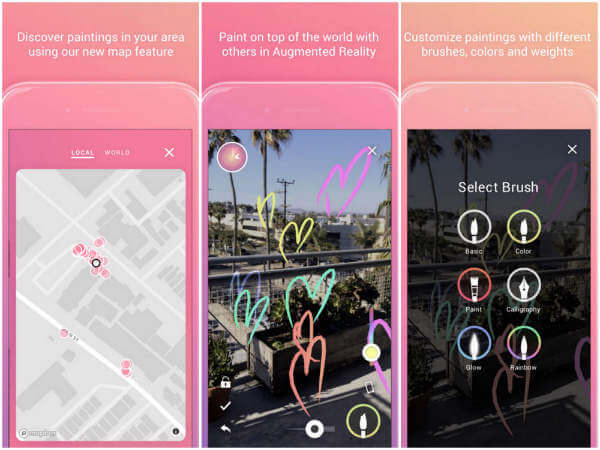 Discover paintings in your area
using our new map feature
LOCAL WORLD
mapbox
Paint on top of the world with
others in Augmented Reality
Customize paintings with different
brushes, colors and weights
Select Brush
Basic Color
Paint Calligraphy
Glow Rainbow